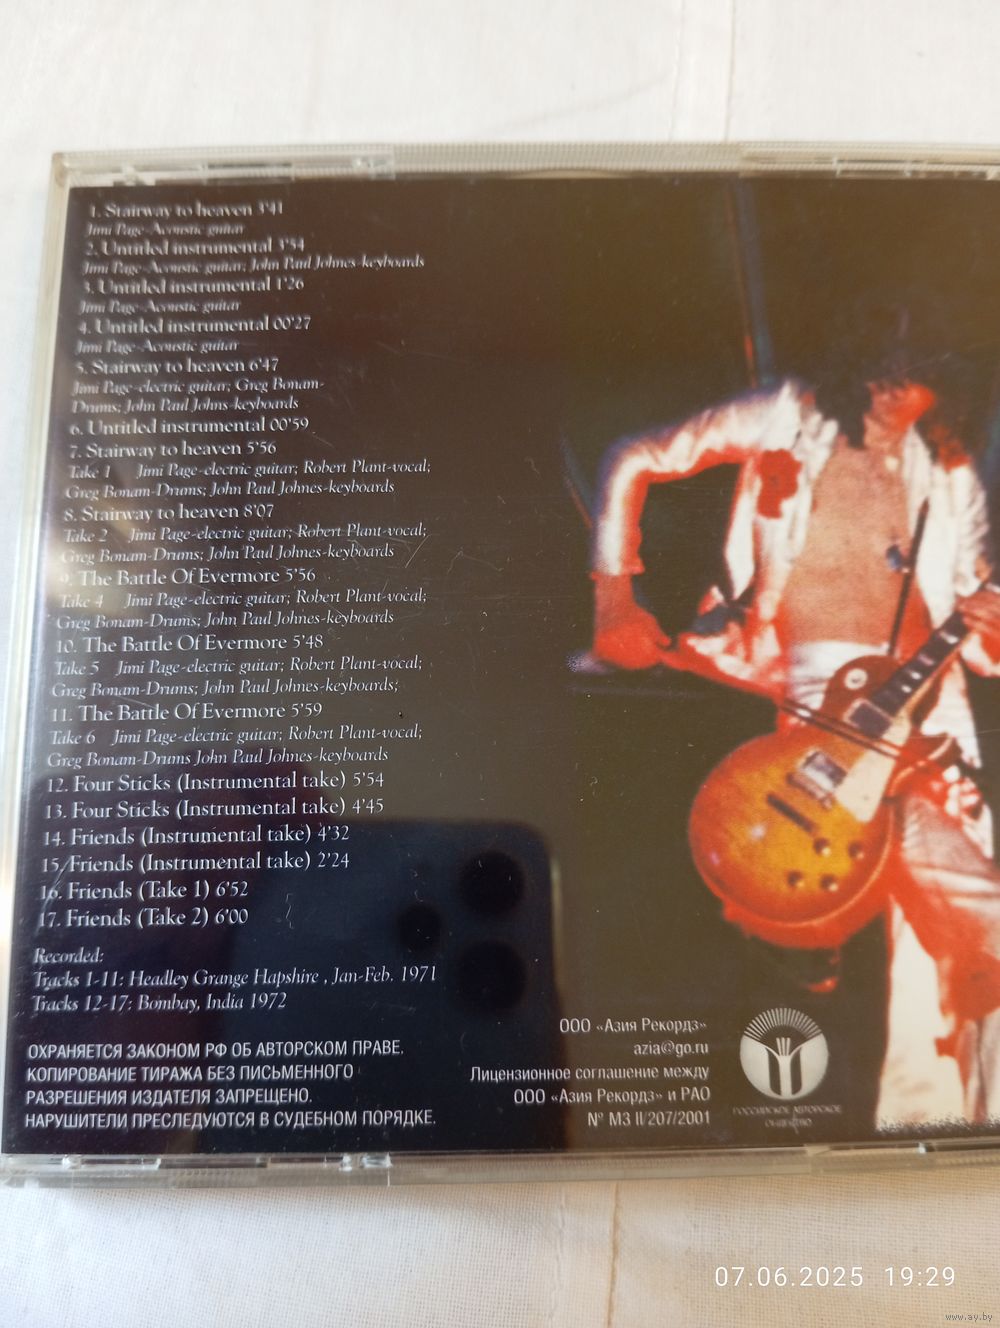 1. Stairway to heaven 3'41
Jimi Page-Acoustic guitar
2. Untitled instrumental 3'54
Jimi Page-Acoustic guitar; John Paul Johnes-keyboards
3. Untitled instrumental 1'26
Jimi Page-Acoustic guitar
4. Untitled instrumental 00'27
Jimi Page-Acoustic guitar
5. Stairway to heaven 6'47
Jimi Page-electric guitar; Greg Bonam-
Drums; John Paul Johns-keyboards
6. Untitled instrumental 00'59
7. Stairway to heaven 5'56
Take 1 Jimi Page-electric guitar; Robert Plant-vocal;
Greg Bonam-Drums; John Paul Johnes-keyboards
8. Stairway to heaven 8'07
Take 2 Jimi Page-electric guitar; Robert Plant-vocal;
Greg Bonam-Drums; John Paul Johnes-keyboards
9. The Battle Of Evermore 5'56
Take 4 Jimi Page-electric guitar; Robert Plant-vocal;
Greg Bonam-Drums; John Paul Johnes-keyboards
10. The Battle Of Evermore 5'48
Take 5 Jimi Page-electric guitar; Robert Plant-vocal;
Greg Bonam-Drums; John Paul Johnes-keyboards;
11. The Battle Of Evermore 5'59
Take 6 Jimi Page-electric guitar; Robert Plant-vocal;
Greg Bonam-Drums John Paul Johnes-keyboards
12. Four Sticks (Instrumental take) 5'54
13. Four Sticks (Instrumental take) 4'45
14. Friends (Instrumental take) 4'32
15. Friends (Instrumental take) 2'24
16. Friends (Take 1) 6'52
17. Friends (Take 2) 6'00
Recorded:
Tracks 1-11: Headley Grange Hapshire , Jan-Feb. 1971
Tracks 12-17: Bombay, India 1972
ОХРАНЯЕТСЯ ЗАКОНОМ РФ ОБ АВТОРСКОМ ПРАВЕ.
КОПИРОВАНИЕ ТИРАЖА БЕЗ ПИСЬМЕННОГО
РАЗРЕШЕНИЯ ИЗДАТЕЛЯ ЗАПРЕЩЕНО.
НАРУШИТЕЛИ ПРЕСЛЕДУЮТСЯ В СУДЕБНОМ ПОРЯДКЕ.
ООО «Азия Рекордз»
azia@go.ru
Лицензионное соглашение между
ООО «Азия Рекордз» и РАО
N° МЗ II/207/2001
РОССИЙСКОЕ АВТОРСКОЕ
ОБЩЕСТВО
07.06.2025 19:29
www.ay.by